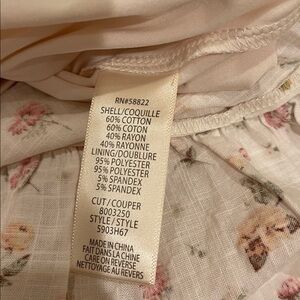 RN#58822
SHELL/COQUILLE
60% COTTON
60% COTON
40% RAYON
40% RAYONNE
LINING/DOUBLURE
95% POLYESTER
95% POLYESTER
5% SPANDEX
5% SPANDEX
CUT/COUPER
8003250
STYLE/STYLE
5903H67
MADE IN CHINA
FAIT DANS LA CHINE
CARE ON REVERSE
NETTOYAGE AU REVERS